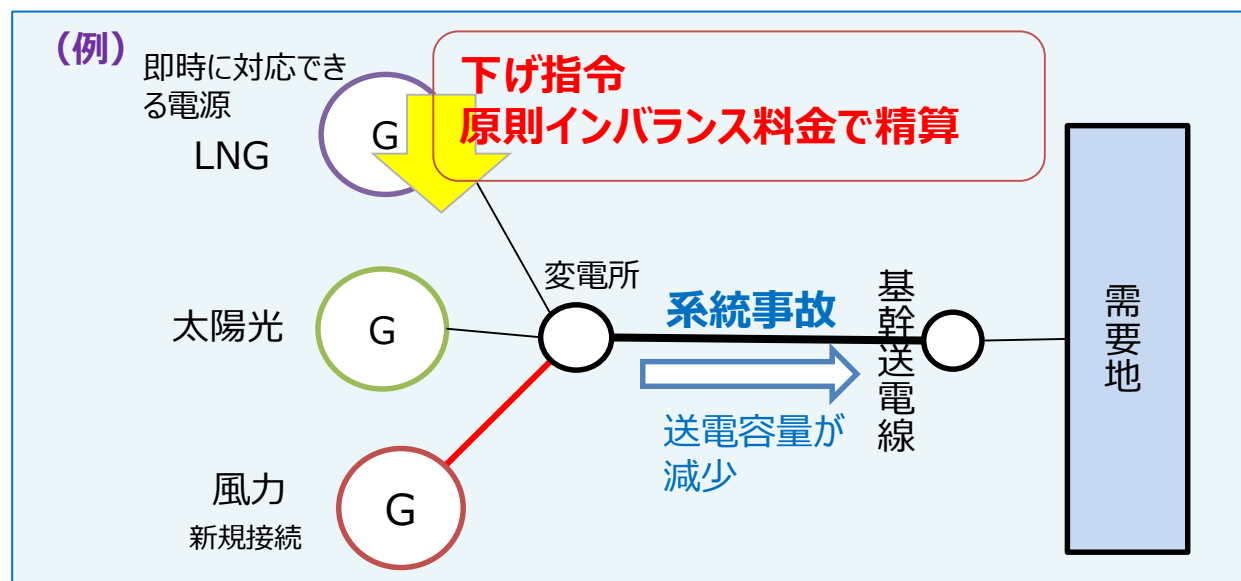 （例）
即時に対応でき
る電源
LNG
G
下げ指令
原則インバランス料金で精算
太陽光
G
変電所
系統事故
送電容量が
減少
基幹送電線
需要地
風力
新規接続
G